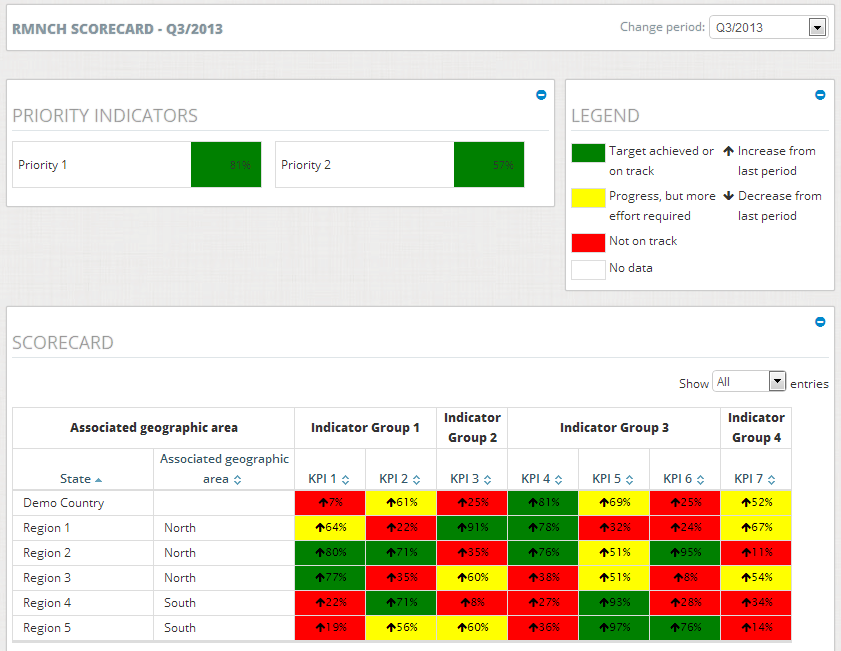 RMNCH SCORECARD - Q3/2013
Change period: Q3/2013
PRIORITY INDICATORS
Priority 1 81%
Priority 2 57%
LEGEND
Target achieved or
on track
↑ Increase from
last period
Progress, but more
effort required
↓ Decrease from
last period
Not on track
No data
SCORECARD
Show All entries
Associated geographic area
Indicator Group 1
Indicator
Group 2
Indicator Group 3
Indicator
Group 4
State
Associated geographic
area
KPI 1 KPI 2 KPI 3 KPI 4 KPI 5 KPI 6 KPI 7
Demo Country ↑7% ↑61% ↑25% ↑81% ↑69% ↑25% ↑52%
Region 1 North ↑64% ↑22% ↑91% ↑78% ↑32% ↑24% ↑67%
Region 2 North ↑80% ↑71% ↑35% ↑76% ↑51% ↑95% ↑11%
Region 3 North ↑77% ↑35% ↑60% ↑38% ↑51% ↑8% ↑54%
Region 4 South ↑22% ↑71% ↑8% ↑27% ↑93% ↑28% ↑34%
Region 5 South ↑19% ↑56% ↑60% ↑36% ↑97% ↑76% ↑14%